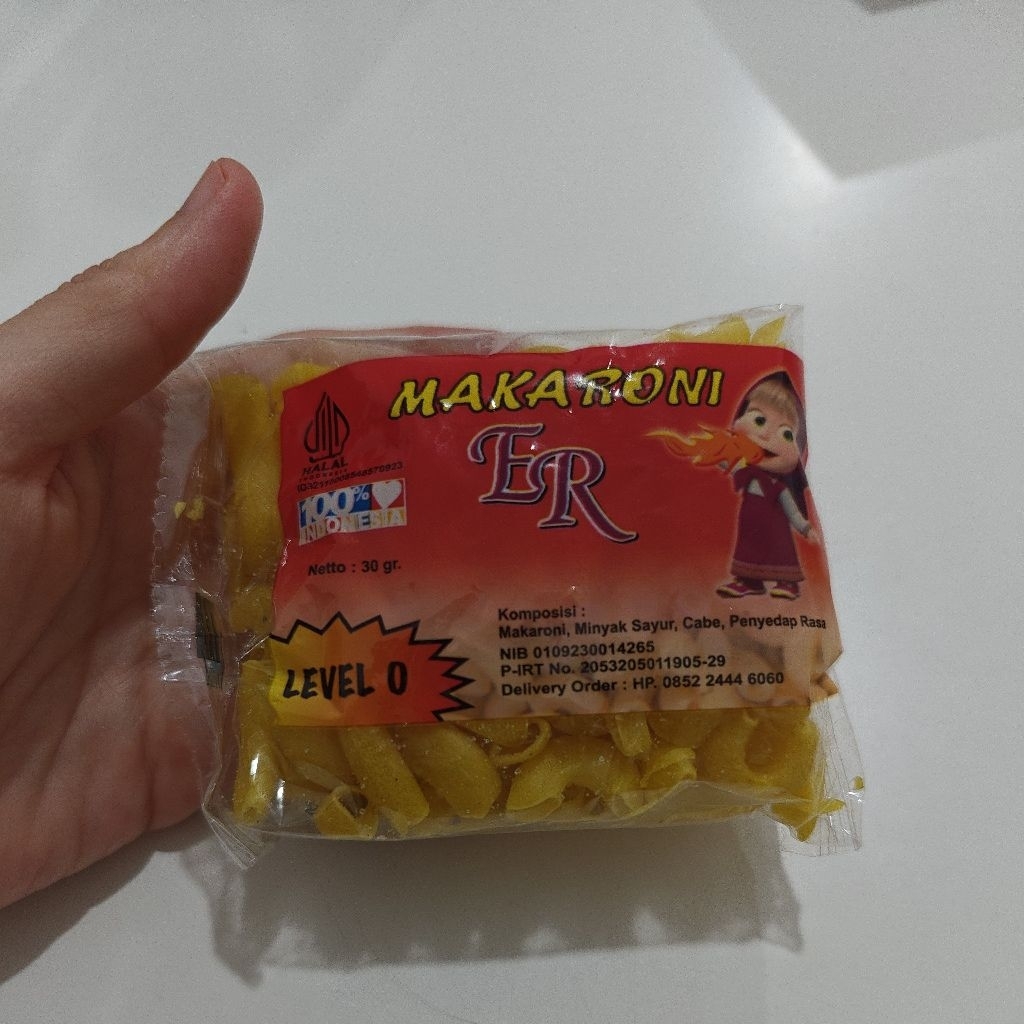 MAKARONI
ER
HALAL
INDONESIA
100%
INDONESIA
Netto : 30 gr.
LEVEL 0
Komposisi :
Makaroni, Minyak Sayur, Cabe, Penyedap Rasa
NIB 0109230014265
P-IRT No. 2053205011905-29
Delivery Order : HP. 0852 2444 6060